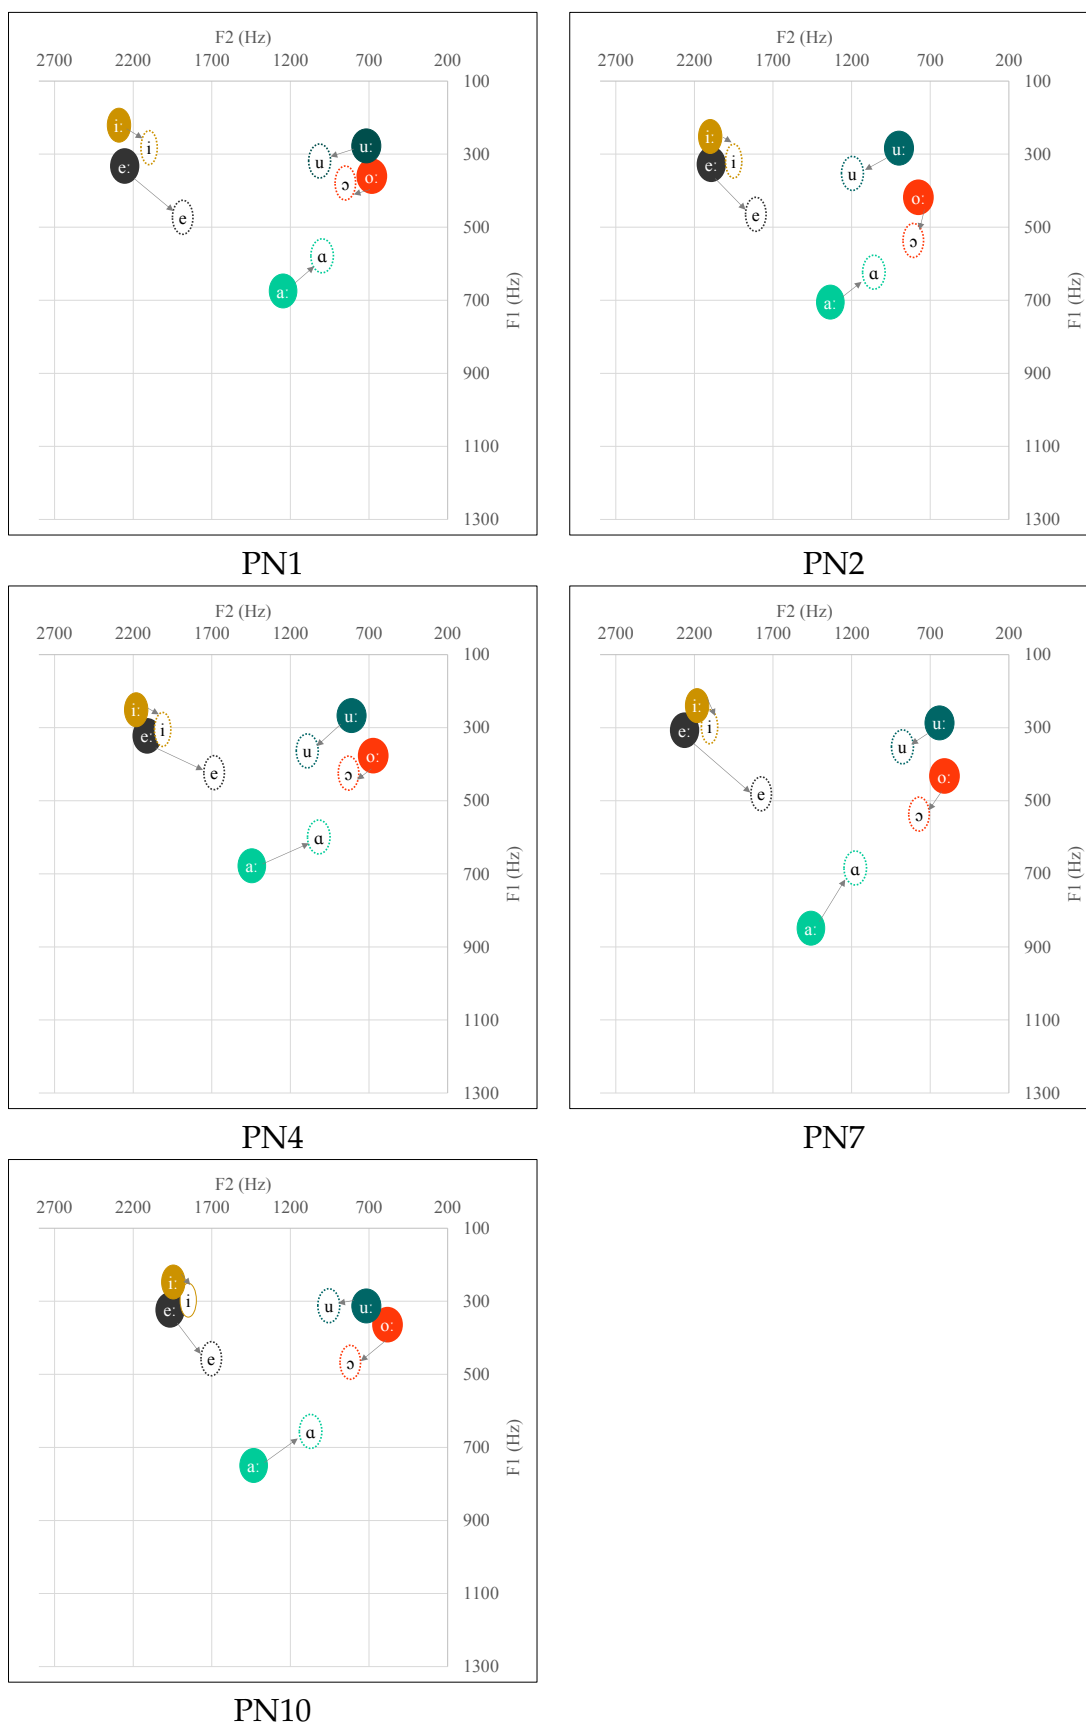 F2 (Hz)
2700 2200 1700 1200 700 200
100
iː
i
uː
300
eː
u
oː
ɔ
e
500
ɑ
aː
700
F1 (Hz)
900
1100
1300
PN1
F2 (Hz)
2700 2200 1700 1200 700 200
100
iː
uː
300
eː
i
u
oː
e
500
ɔ
ɑ
aː
700
F1 (Hz)
900
1100
1300
PN2
F2 (Hz)
2700 2200 1700 1200 700 200
100
iː
uː
300
i
eː
u
oː
e
ɔ
500
ɑ
aː
700
F1 (Hz)
900
1100
1300
PN4
F2 (Hz)
2700 2200 1700 1200 700 200
100
iː
uː
300
i
eː
u
oː
e
500
ɔ
ɑ
700
F1 (Hz)
aː
900
1100
1300
PN7
F2 (Hz)
2700 2200 1700 1200 700 200
100
iː
i
300
eː
u
uː
oː
e
ɔ
500
ɑ
700
aː
F1 (Hz)
900
1100
1300
PN10